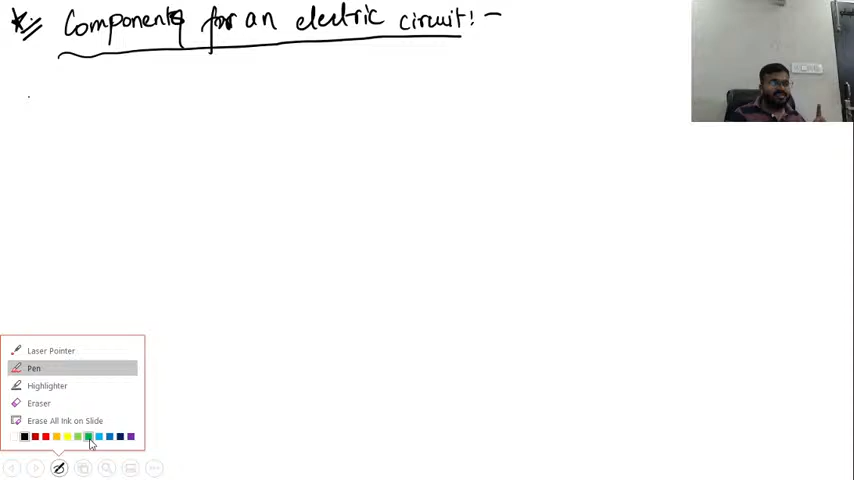 Components for an electric circuit! -
Laser Pointer
Pen
Highlighter
Eraser
Erase All Ink on Slide